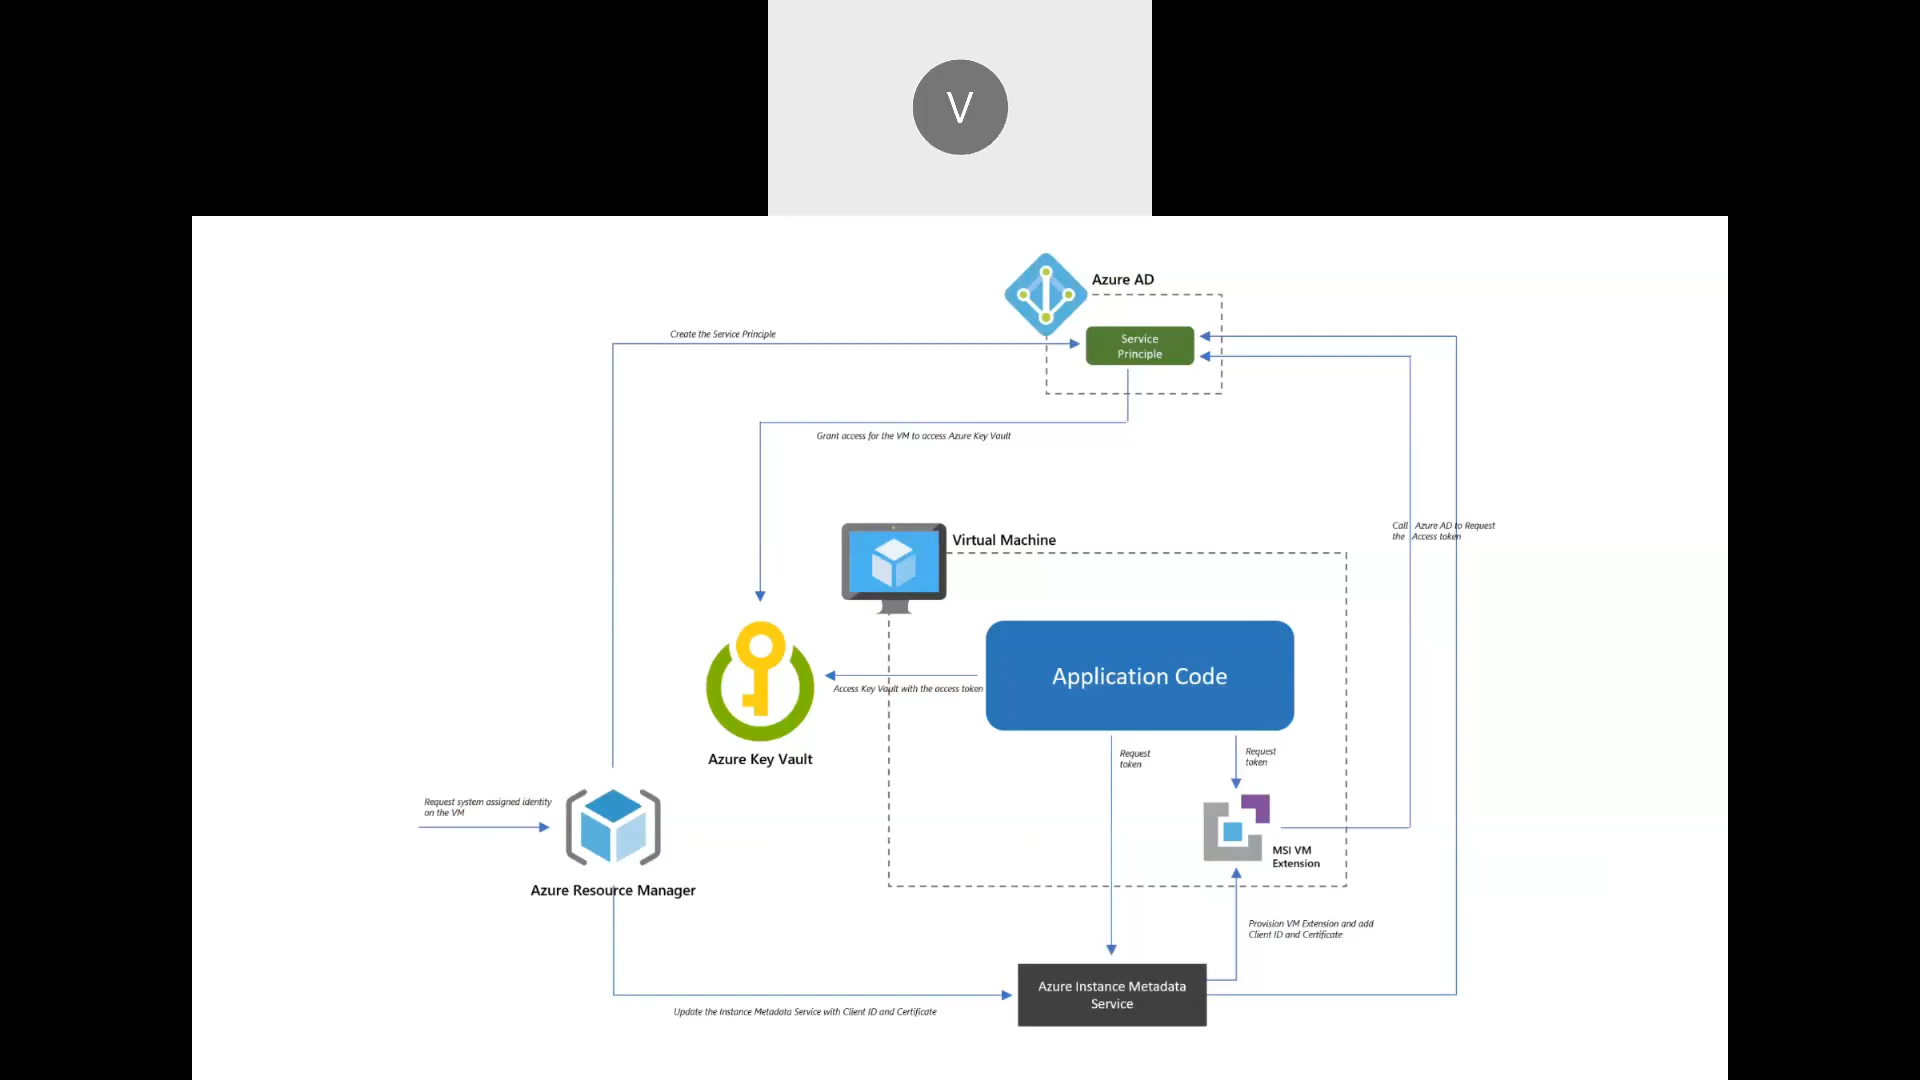 V
Azure AD
Create the Service Principle
Service
Principle
Grant access for the VM to access Azure Key Vault
Call Azure AD to Request
the Access token
Virtual Machine
Application Code
Access Key Vault with the access token
Azure Key Vault
Request
token
Request
token
Request system assigned identity
on the VM
MSI VM
Extension
Azure Resource Manager
Provision VM Extension and add
Client ID and Certificate
Azure Instance Metadata
Service
Update the Instance Metadata Service with Client ID and Certificate